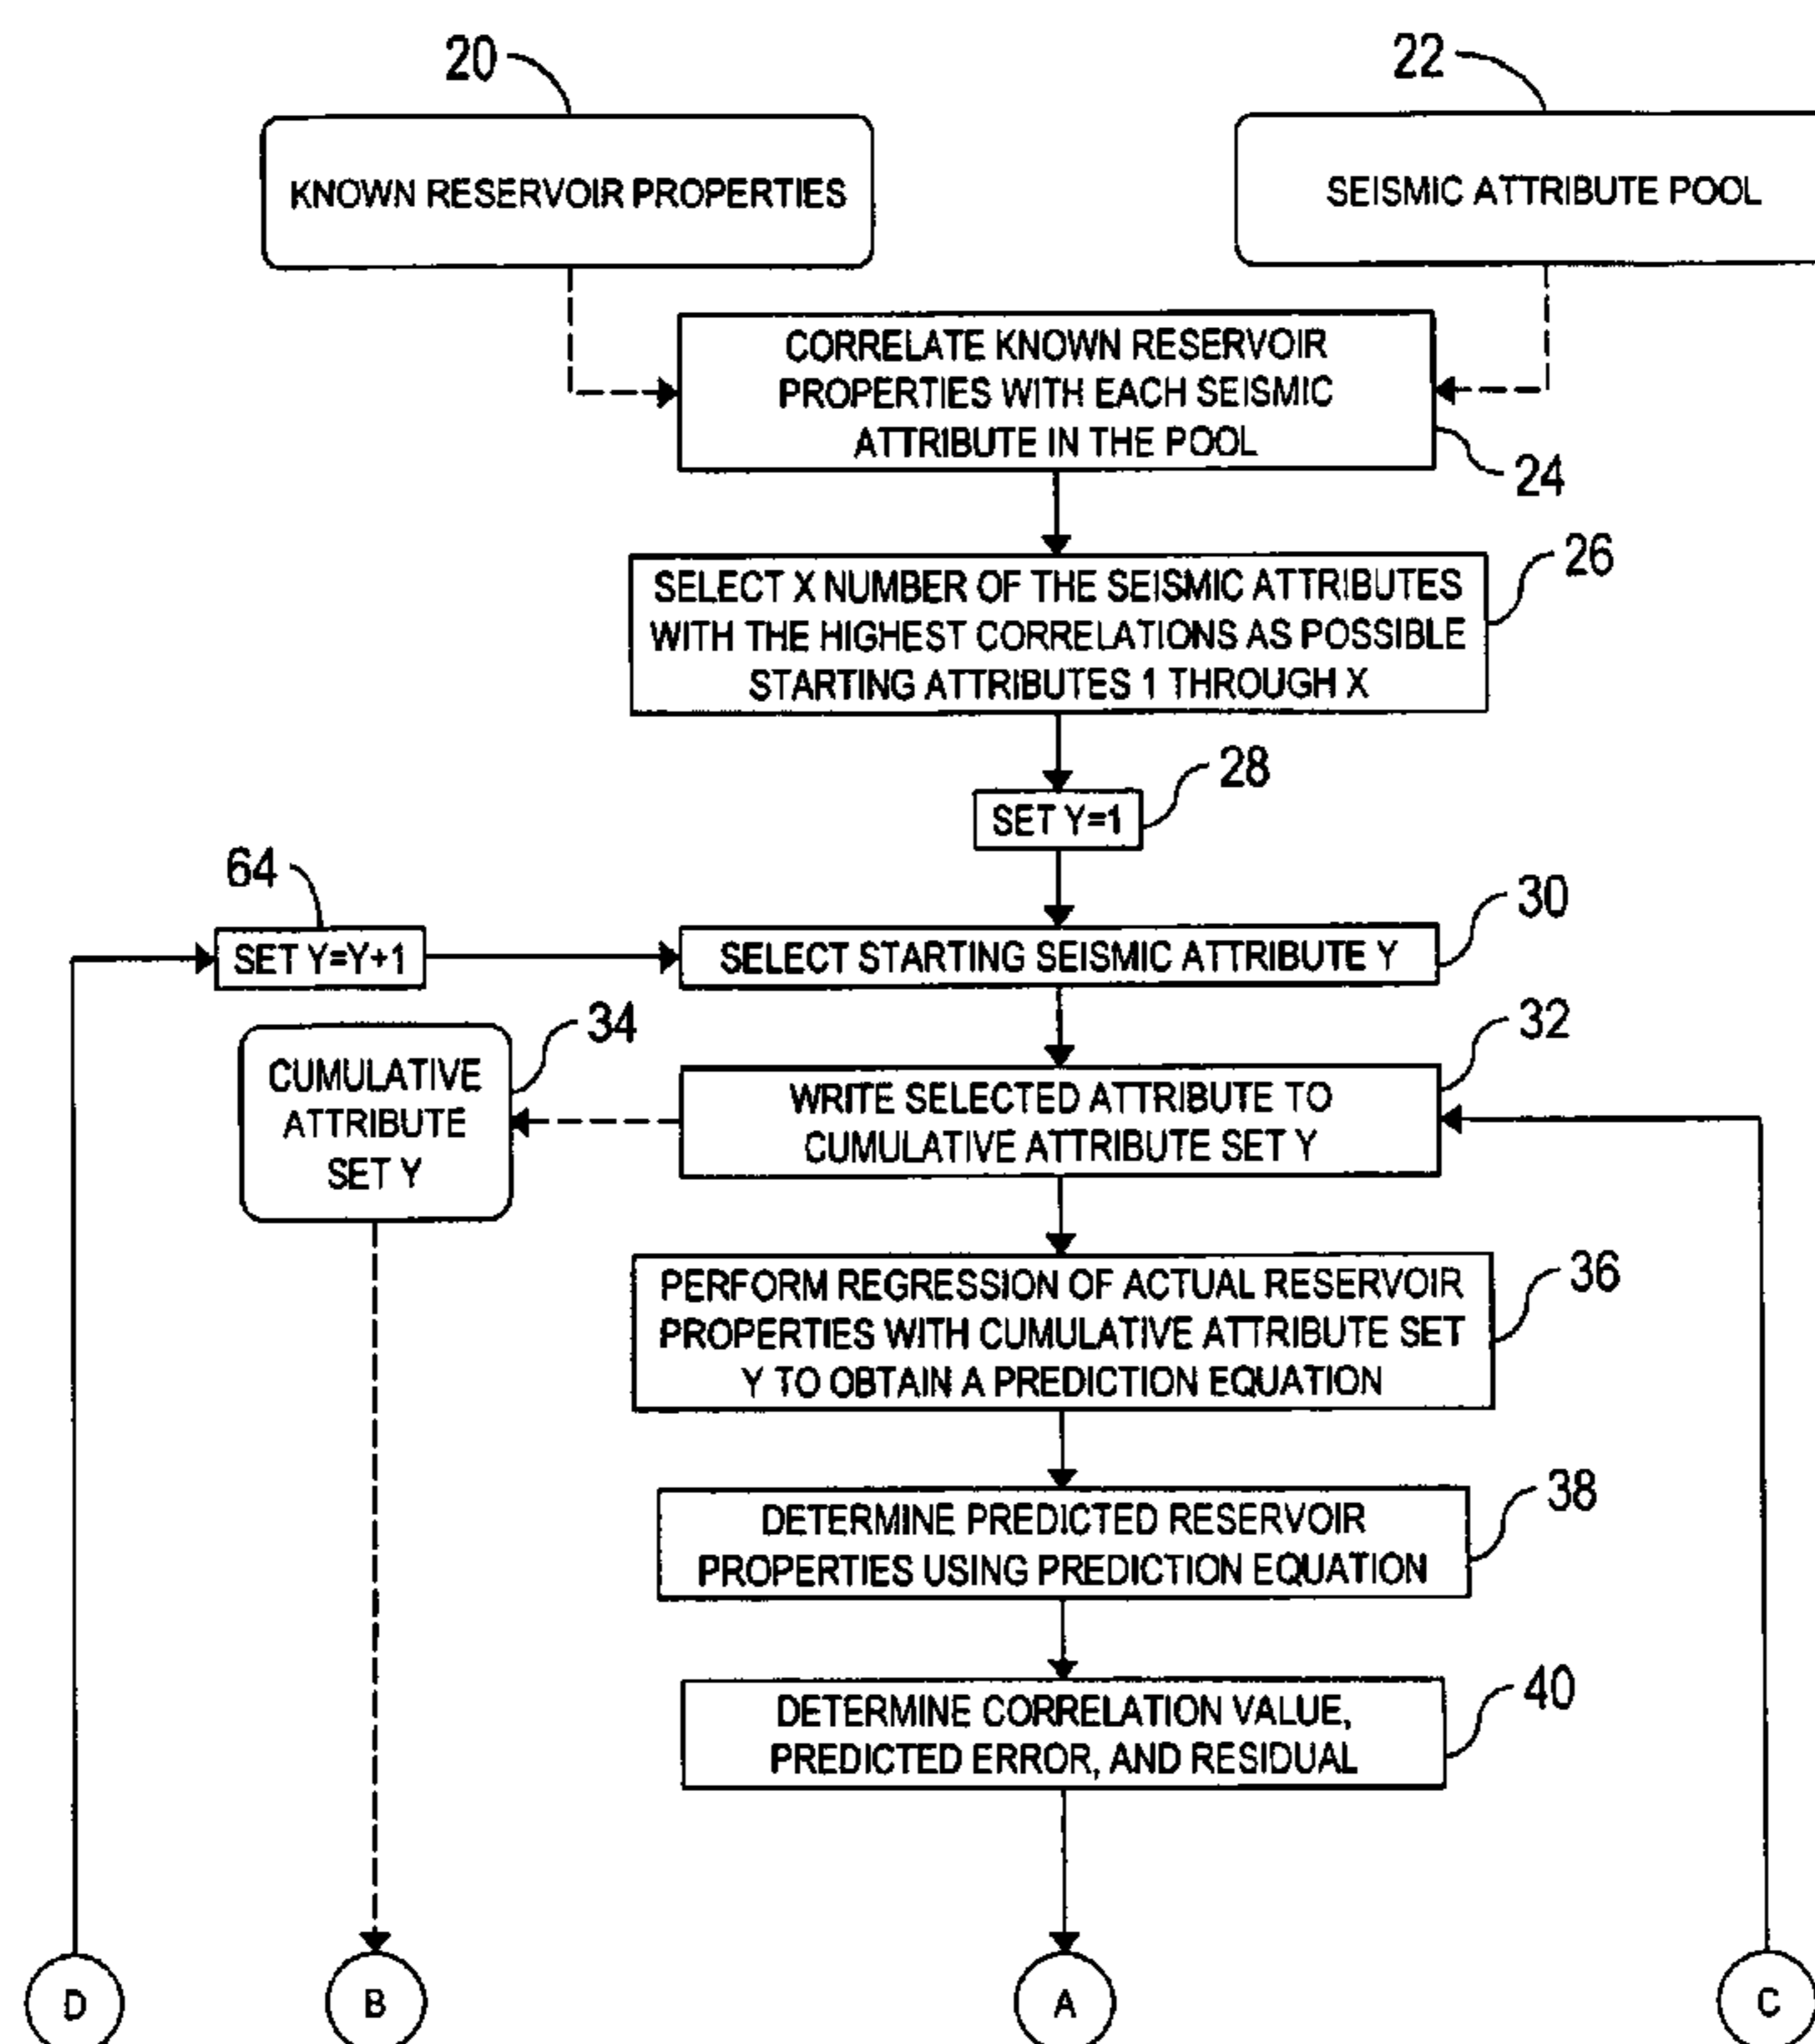 20
22
KNOWN RESERVOIR PROPERTIES
SEISMIC ATTRIBUTE POOL
CORRELATE KNOWN RESERVOIR
PROPERTIES WITH EACH SEISMIC
ATTRIBUTE IN THE POOL
24
26
SELECT X NUMBER OF THE SEISMIC ATTRIBUTES
WITH THE HIGHEST CORRELATIONS AS POSSIBLE
STARTING ATTRIBUTES 1 THROUGH X
28
SET Y=1
64
30
SET Y=Y+1
SELECT STARTING SEISMIC ATTRIBUTE Y
34
32
CUMULATIVE
ATTRIBUTE
SET Y
WRITE SELECTED ATTRIBUTE TO
CUMULATIVE ATTRIBUTE SET Y
36
PERFORM REGRESSION OF ACTUAL RESERVOIR
PROPERTIES WITH CUMULATIVE ATTRIBUTE SET
Y TO OBTAIN A PREDICTION EQUATION
38
DETERMINE PREDICTED RESERVOIR
PROPERTIES USING PREDICTION EQUATION
40
DETERMINE CORRELATION VALUE,
PREDICTED ERROR, AND RESIDUAL
D
B
A
C